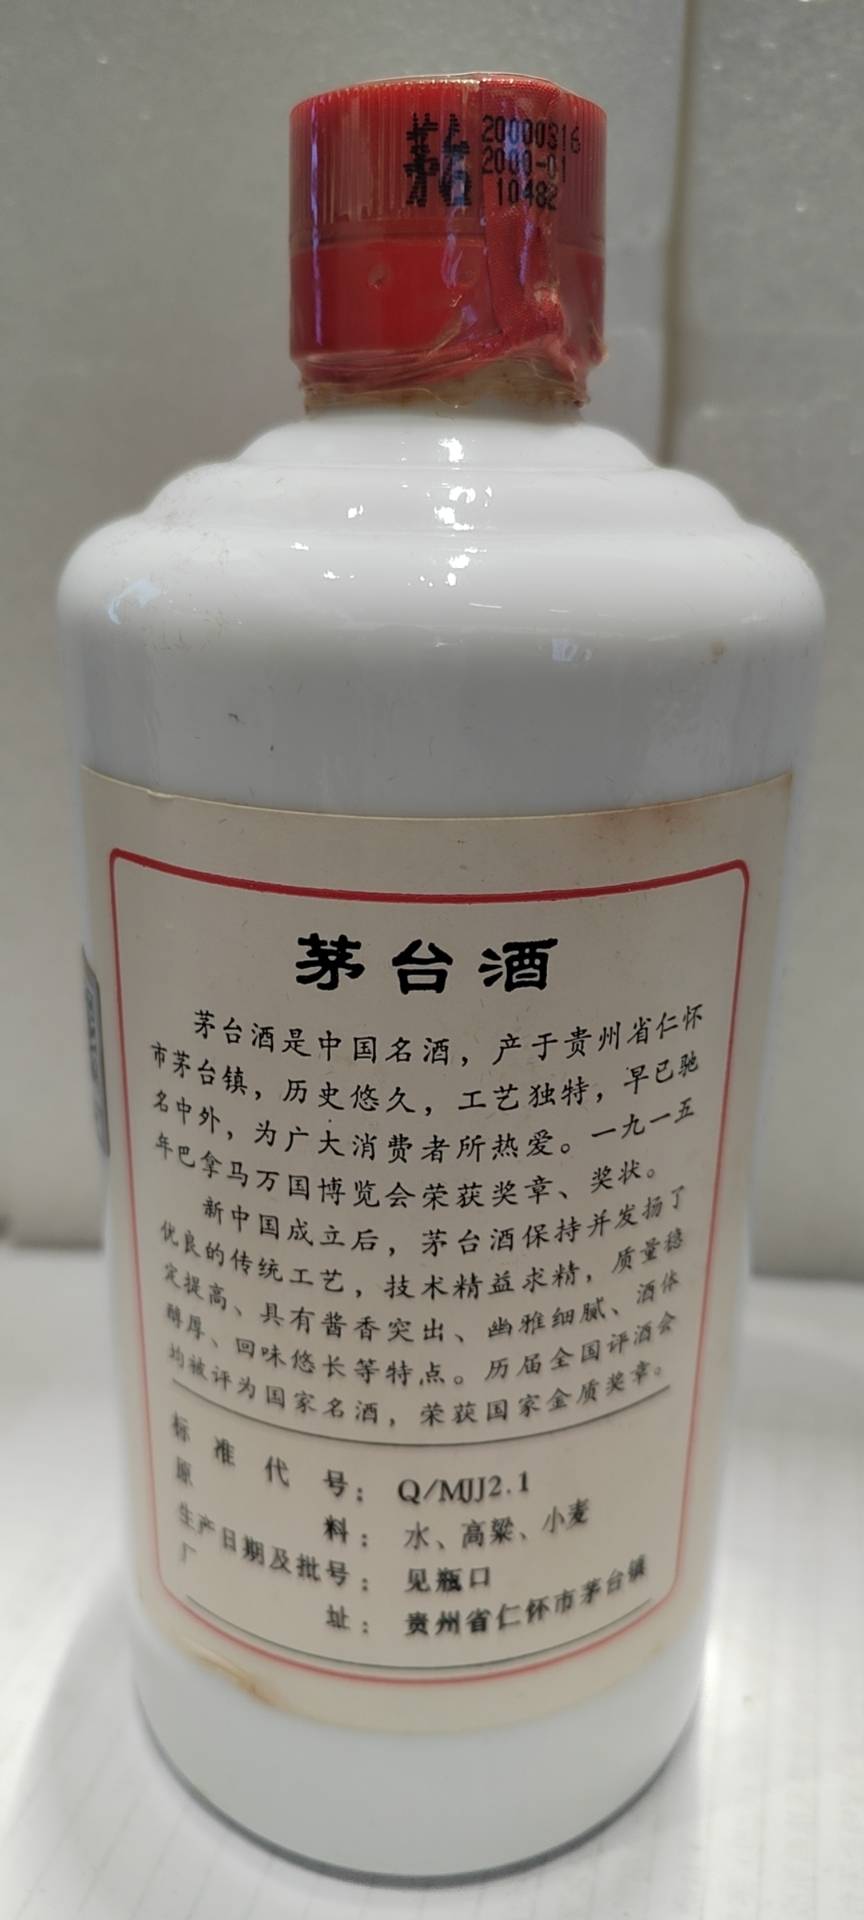 茅台
20000316
2000-01
10482
茅台酒
茅台酒是中国名酒，产于贵州省仁怀
市茅台镇，历史悠久，工艺独特，早已驰
名中外，为广大消费者所热爱。一九一五
年巴拿马万国博览会荣获奖章、奖状。
新中国成立后，茅台酒保持并发扬了
优良的传统工艺，技术精益求精，质量稳
定提高、具有酱香突出、幽雅细腻、酒体
醇厚、回味悠长等特点。历届全国评酒会
均被评为国家名酒，荣获国家金质奖章。
标准代号：Q/MJJ2.1
原料：水、高粱、小麦
生产日期及批号：见瓶口
厂址：贵州省仁怀市茅台镇